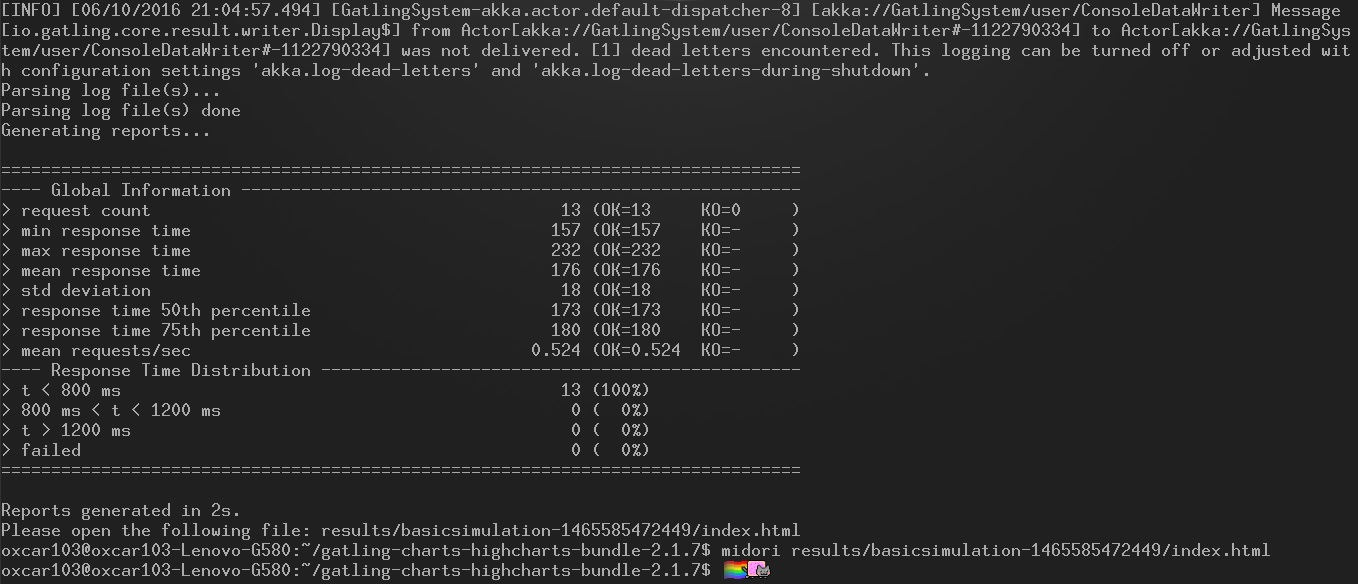 [INFO] [06/10/2016 21:04:57.494] [GatlingSystem-akka.actor.default-dispatcher-8] [akka://GatlingSystem/user/ConsoleDataWriter] Message
[io.gatling.core.result.writer.Display$] from Actor[akka://GatlingSystem/user/ConsoleDataWriter#-1122790334] to Actor[akka://GatlingSys
tem/user/ConsoleDataWriter#-1122790334] was not delivered. [1] dead letters encountered. This logging can be turned off or adjusted wit
h configuration settings 'akka.log-dead-letters' and 'akka.log-dead-letters-during-shutdown'.
Parsing log file(s)...
Parsing log file(s) done
Generating reports...
================================================================================
---- Global Information --------------------------------------------------------
> request count                                         13 (OK=13     KO=0     )
> min response time                                    157 (OK=157    KO=-     )
> max response time                                    232 (OK=232    KO=-     )
> mean response time                                   176 (OK=176    KO=-     )
> std deviation                                         18 (OK=18     KO=-     )
> response time 50th percentile                        173 (OK=173    KO=-     )
> response time 75th percentile                        180 (OK=180    KO=-     )
> mean requests/sec                                  0.524 (OK=0.524  KO=-     )
---- Response Time Distribution ------------------------------------------------
> t < 800 ms                                            13 (100%)
> 800 ms < t < 1200 ms                                   0 (  0%)
> t > 1200 ms                                            0 (  0%)
> failed                                                 0 (  0%)
================================================================================
Reports generated in 2s.
Please open the following file: results/basicsimulation-1465585472449/index.html
oxcar103@oxcar103-Lenovo-G580:~/gatling-charts-highcharts-bundle-2.1.7$ midori results/basicsimulation-1465585472449/index.html
oxcar103@oxcar103-Lenovo-G580:~/gatling-charts-highcharts-bundle-2.1.7$